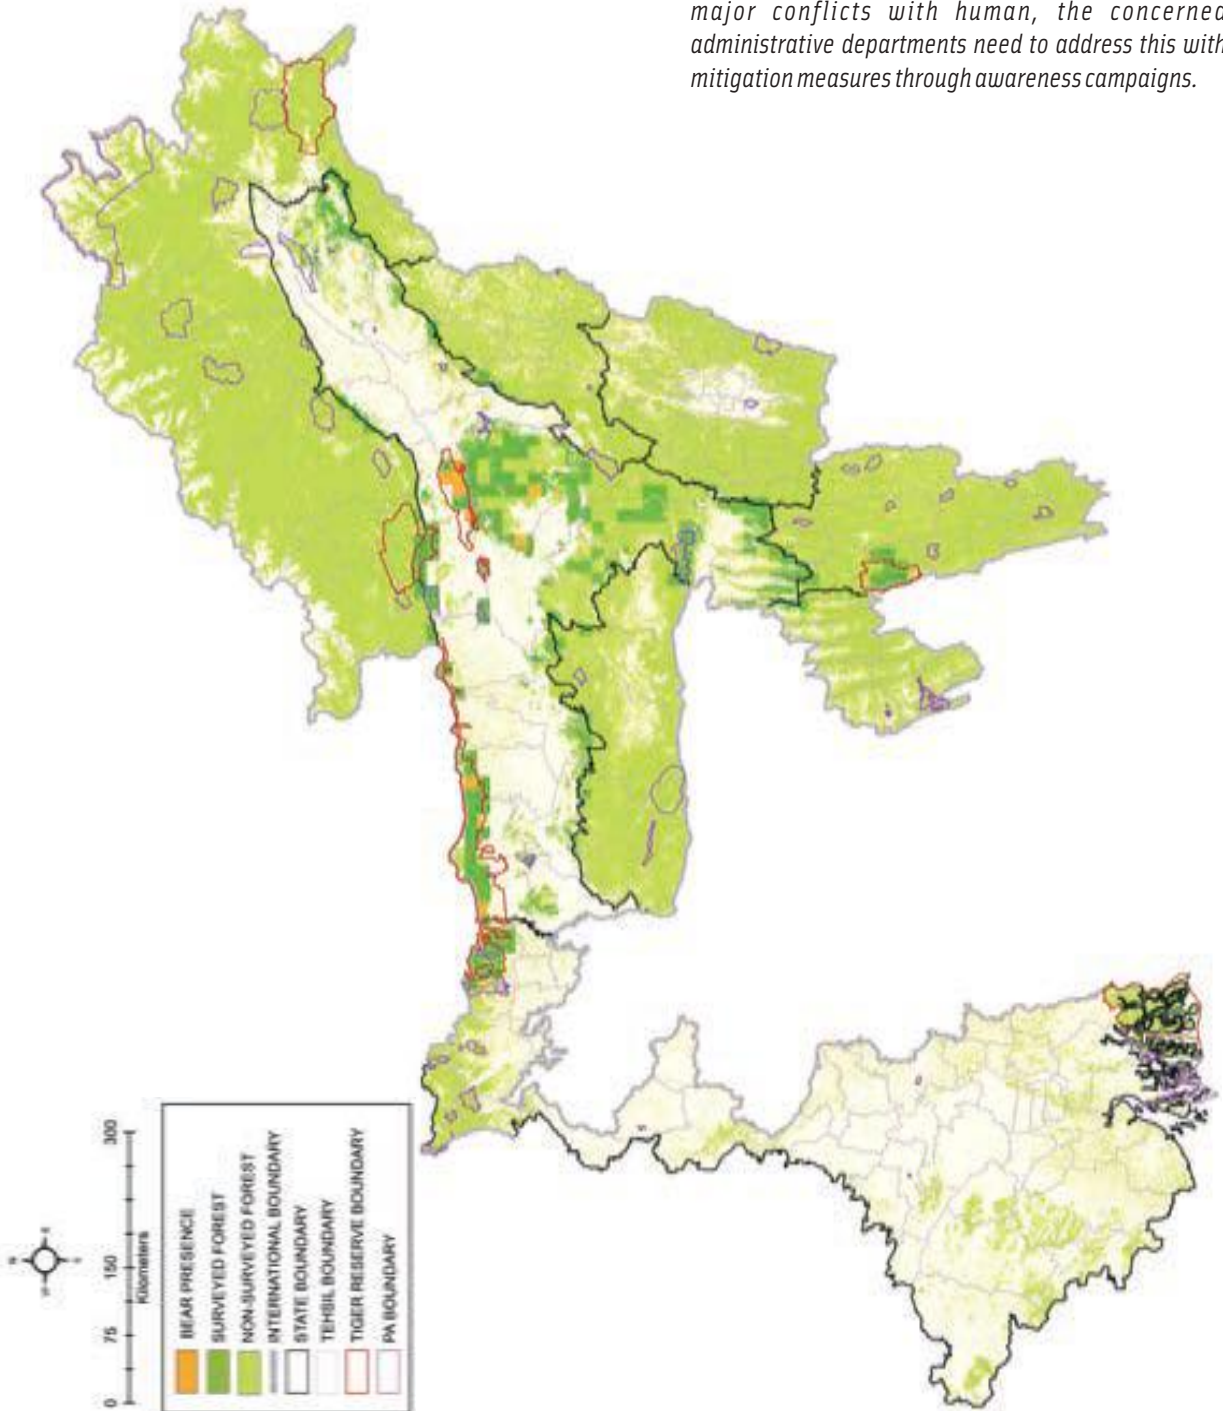 major conflicts with human, the concerned
administrative departments need to address this with
mitigation measures through awareness campaigns.
N
W
E
S
0
75
150
300
Kilometers
BEAR PRESENCE
SURVEYED FOREST
NON-SURVEYED FOREST
INTERNATIONAL BOUNDARY
STATE BOUNDARY
TEHSIL BOUNDARY
TIGER RESERVE BOUNDARY
PA BOUNDARY